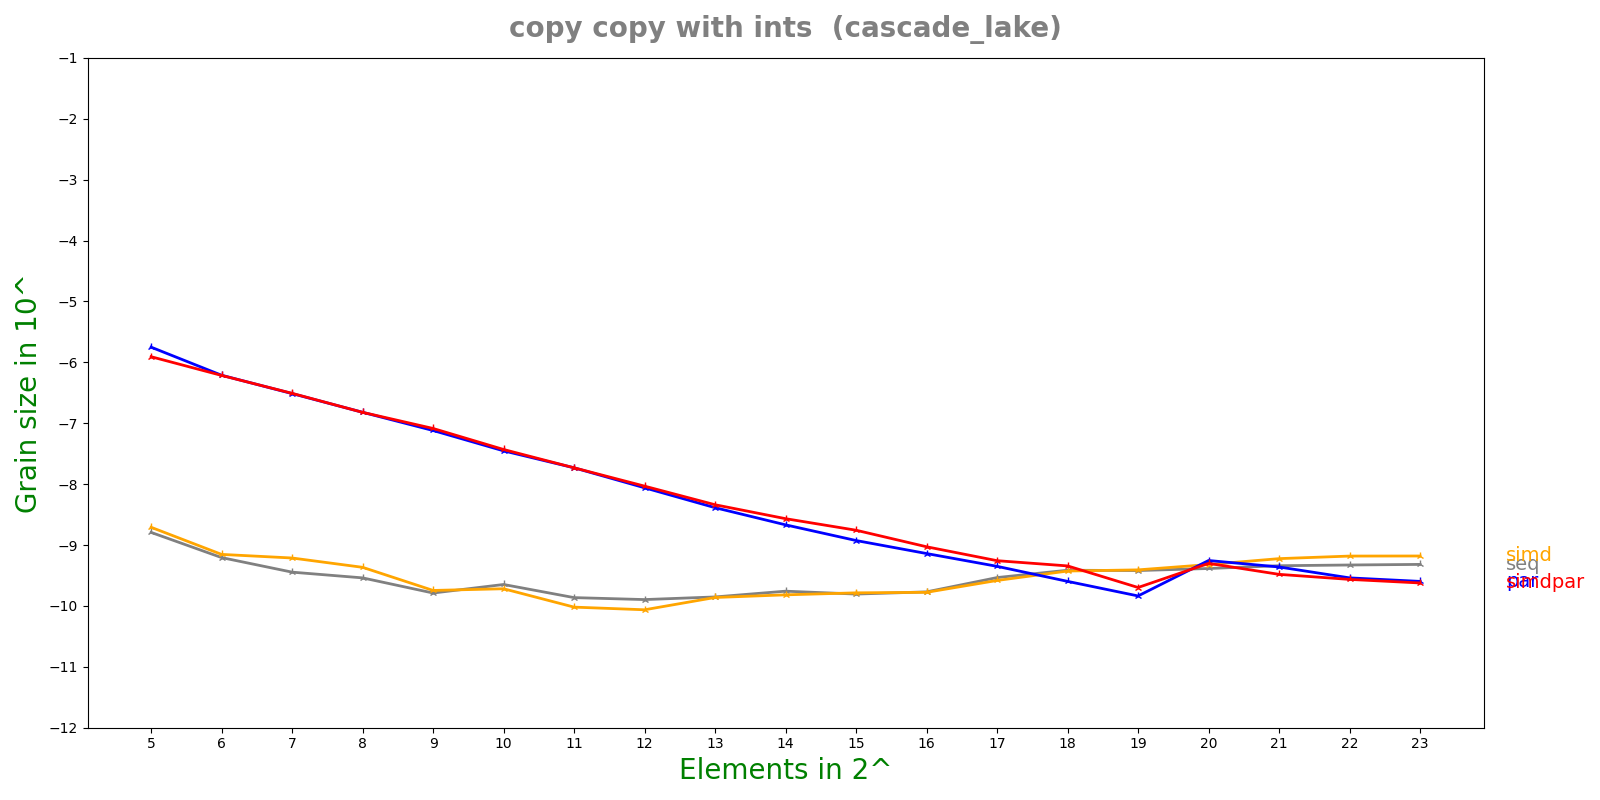 copy copy with ints (cascade_lake)
Grain size in 10^
−1
−2
−3
−4
−5
−6
−7
−8
−9
−10
−11
−12
simd
seq
par
simdpar
5 6 7 8 9 10 11 12 13 14 15 16 17 18 19 20 21 22 23
Elements in 2^